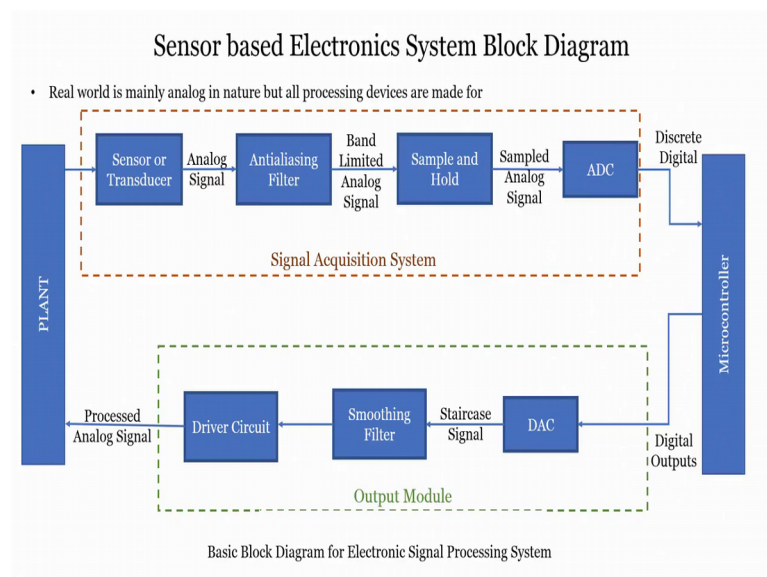 Sensor based Electronics System Block Diagram
• Real world is mainly analog in nature but all processing devices are made for
Sensor or
Transducer
Analog
Signal
Antialiasing
Filter
Band
Limited
Analog
Signal
Sample and
Hold
Sampled
Analog
Signal
ADC
Discrete
Digital
Signal Acquisition System
PLANT
Microcontroller
Processed
Analog Signal
Driver Circuit
Smoothing
Filter
Staircase
Signal
DAC
Digital
Outputs
Output Module
Basic Block Diagram for Electronic Signal Processing System